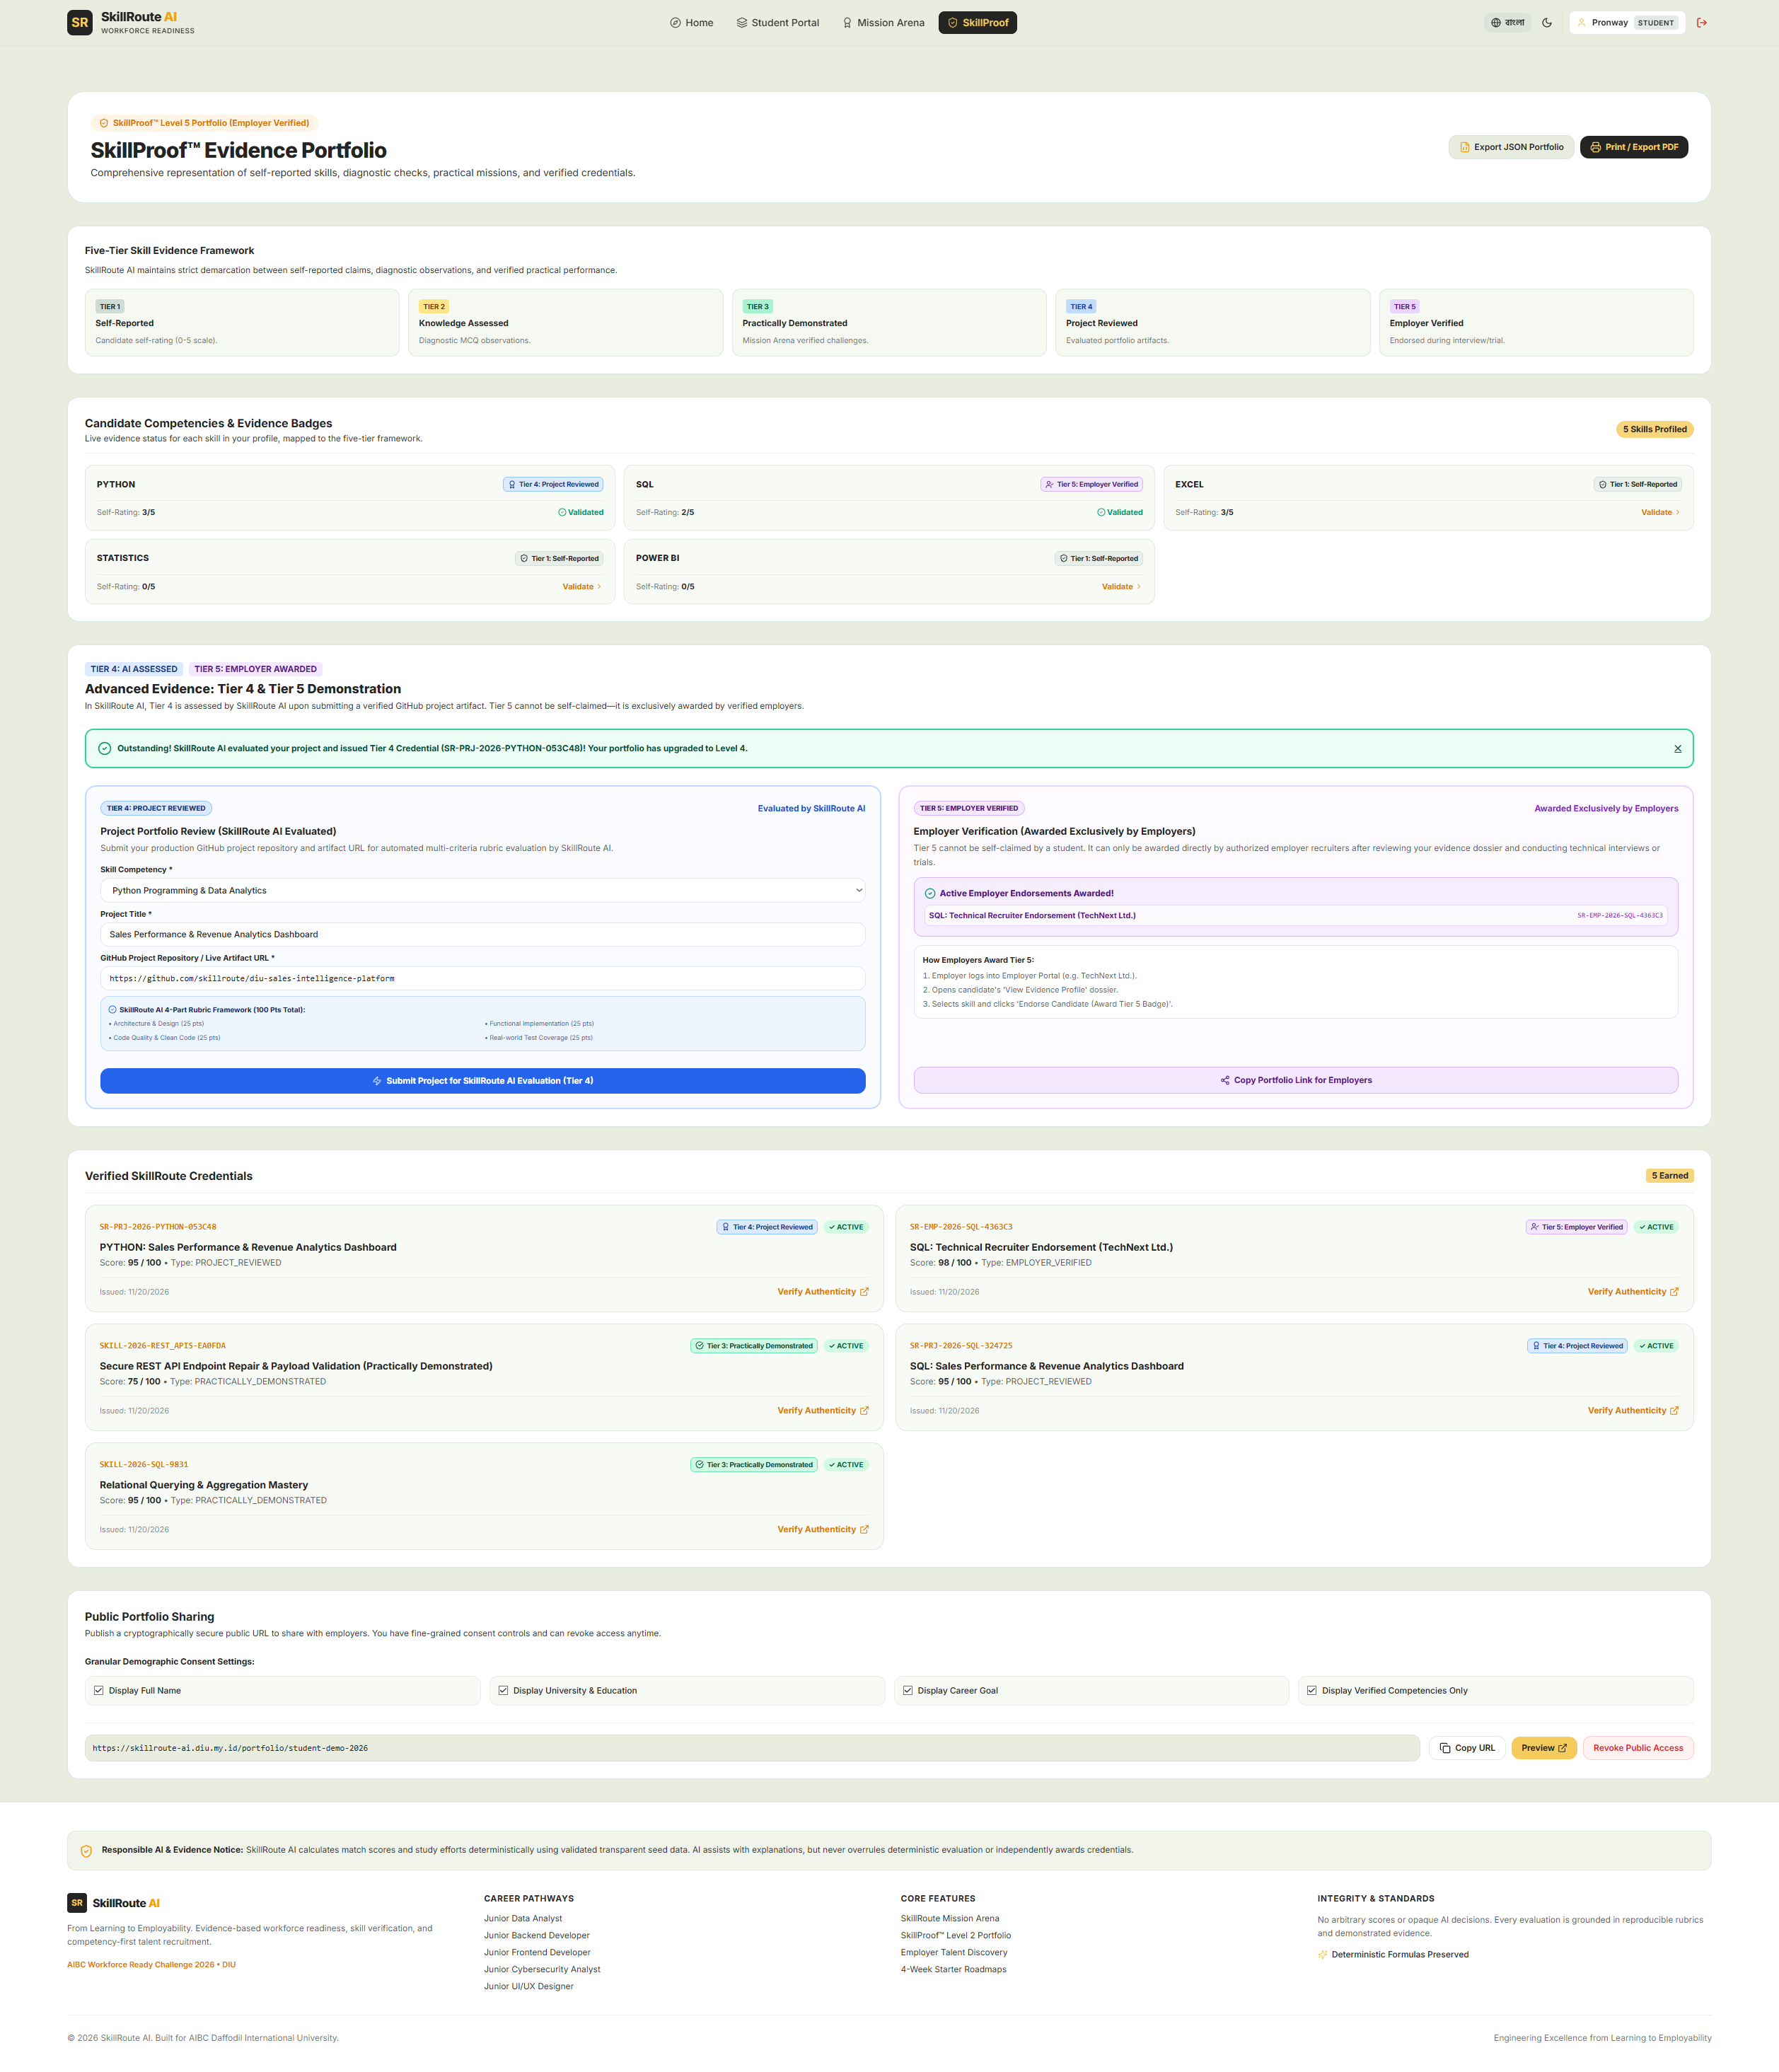 SR
SkillRoute AI
WORKFORCE READINESS
Home
Student Portal
Mission Arena
SkillProof
বাংলা
Pronway STUDENT
SkillProof™ Level 5 Portfolio (Employer Verified)
SkillProof™ Evidence Portfolio
Comprehensive representation of self-reported skills, diagnostic checks, practical missions, and verified credentials.
Export JSON Portfolio
Print / Export PDF
Five-Tier Skill Evidence Framework
SkillRoute AI maintains strict demarcation between self-reported claims, diagnostic observations, and verified practical performance.
TIER 1
Self-Reported
Candidate self-rating (0-5 scale).
TIER 2
Knowledge Assessed
Diagnostic MCQ observations.
TIER 3
Practically Demonstrated
Mission Arena verified challenges.
TIER 4
Project Reviewed
Evaluated portfolio artifacts.
TIER 5
Employer Verified
Endorsed during interview/trial.
Candidate Competencies & Evidence Badges
Live evidence status for each skill in your profile, mapped to the five-tier framework.
5 Skills Profiled
PYTHON
Tier 4: Project Reviewed
Self-Rating: 3/5
Validated
SQL
Tier 5: Employer Verified
Self-Rating: 2/5
Validated
EXCEL
Tier 1: Self-Reported
Self-Rating: 3/5
Validate
STATISTICS
Tier 1: Self-Reported
Self-Rating: 0/5
Validate
POWER BI
Tier 1: Self-Reported
Self-Rating: 0/5
Validate
TIER 4: AI ASSESSED
TIER 5: EMPLOYER AWARDED
Advanced Evidence: Tier 4 & Tier 5 Demonstration
In SkillRoute AI, Tier 4 is assessed by SkillRoute AI upon submitting a verified GitHub project artifact. Tier 5 cannot be self-claimed—it is exclusively awarded by verified employers.
Outstanding! SkillRoute AI evaluated your project and issued Tier 4 Credential (SR-PRJ-2026-PYTHON-053C48)! Your portfolio has upgraded to Level 4.
X
TIER 4: PROJECT REVIEWED
Evaluated by SkillRoute AI
Project Portfolio Review (SkillRoute AI Evaluated)
Submit your production GitHub project repository and artifact URL for automated multi-criteria rubric evaluation by SkillRoute AI.
Skill Competency *
Python Programming & Data Analytics
Project Title *
Sales Performance & Revenue Analytics Dashboard
GitHub Project Repository / Live Artifact URL *
https://github.com/skillroute/diu-sales-intelligence-platform
SkillRoute AI 4-Part Rubric Framework (100 Pts Total):
• Architecture & Design (25 pts)
• Functional Implementation (25 pts)
• Code Quality & Clean Code (25 pts)
• Real-world Test Coverage (25 pts)
Submit Project for SkillRoute AI Evaluation (Tier 4)
TIER 5: EMPLOYER VERIFIED
Awarded Exclusively by Employers
Employer Verification (Awarded Exclusively by Employers)
Tier 5 cannot be self-claimed by a student. It can only be awarded directly by authorized employer recruiters after reviewing your evidence dossier and conducting technical interviews or
trials.
Active Employer Endorsements Awarded!
SQL: Technical Recruiter Endorsement (TechNext Ltd.)
SR-EMP-2026-SQL-4363C3
How Employers Award Tier 5:
1. Employer logs into Employer Portal (e.g. TechNext Ltd.).
2. Opens candidate's 'View Evidence Profile' dossier.
3. Selects skill and clicks 'Endorse Candidate (Award Tier 5 Badge)'.
Copy Portfolio Link for Employers
Verified SkillRoute Credentials
5 Earned
SR-PRJ-2026-PYTHON-053C48
Tier 4: Project Reviewed
✓ ACTIVE
PYTHON: Sales Performance & Revenue Analytics Dashboard
Score: 95 / 100 • Type: PROJECT_REVIEWED
Issued: 11/20/2026
Verify Authenticity
SR-EMP-2026-SQL-4363C3
Tier 5: Employer Verified
✓ ACTIVE
SQL: Technical Recruiter Endorsement (TechNext Ltd.)
Score: 98 / 100 • Type: EMPLOYER_VERIFIED
Issued: 11/20/2026
Verify Authenticity
SKILL-2026-REST_APIS-EA0FDA
Tier 3: Practically Demonstrated
✓ ACTIVE
Secure REST API Endpoint Repair & Payload Validation (Practically Demonstrated)
Score: 75 / 100 • Type: PRACTICALLY_DEMONSTRATED
Issued: 11/20/2026
Verify Authenticity
SR-PRJ-2026-SQL-324725
Tier 4: Project Reviewed
✓ ACTIVE
SQL: Sales Performance & Revenue Analytics Dashboard
Score: 95 / 100 • Type: PROJECT_REVIEWED
Issued: 11/20/2026
Verify Authenticity
SKILL-2026-SQL-9831
Tier 3: Practically Demonstrated
✓ ACTIVE
Relational Querying & Aggregation Mastery
Score: 95 / 100 • Type: PRACTICALLY_DEMONSTRATED
Issued: 11/20/2026
Verify Authenticity
Public Portfolio Sharing
Publish a cryptographically secure public URL to share with employers. You have fine-grained consent controls and can revoke access anytime.
Granular Demographic Consent Settings:
Display Full Name
Display University & Education
Display Career Goal
Display Verified Competencies Only
https://skillroute-ai.diu.my.id/portfolio/student-demo-2026
Copy URL
Preview
Revoke Public Access
Responsible AI & Evidence Notice: SkillRoute AI calculates match scores and study efforts deterministically using validated transparent seed data. AI assists with explanations, but never overrules deterministic evaluation or independently awards credentials.
SR
SkillRoute AI
From Learning to Employability. Evidence-based workforce readiness, skill verification, and
competency-first talent recruitment.
AIBC Workforce Ready Challenge 2026 • DIU
CAREER PATHWAYS
Junior Data Analyst
Junior Backend Developer
Junior Frontend Developer
Junior Cybersecurity Analyst
Junior UI/UX Designer
CORE FEATURES
SkillRoute Mission Arena
SkillProof™ Level 2 Portfolio
Employer Talent Discovery
4-Week Starter Roadmaps
INTEGRITY & STANDARDS
No arbitrary scores or opaque AI decisions. Every evaluation is grounded in reproducible rubrics
and demonstrated evidence.
Deterministic Formulas Preserved
© 2026 SkillRoute AI. Built for AIBC Daffodil International University.
Engineering Excellence from Learning to Employability